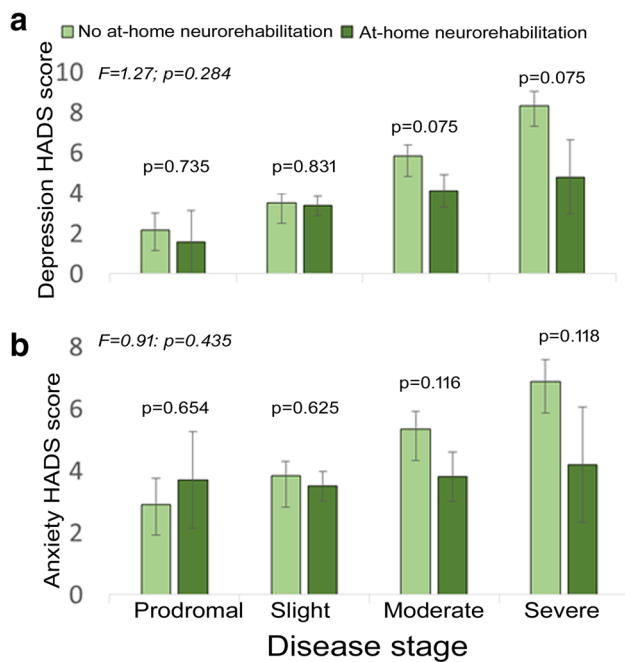 a
No at-home neurorehabilitation At-home neurorehabilitation
Depression HADS score
F=1.27; p=0.284
10
8
6
4
2
0
p=0.735
p=0.831
p=0.075
p=0.075
b
Anxiety HADS score
F=0.91: p=0.435
8
6
4
2
0
p=0.654
p=0.625
p=0.116
p=0.118
Prodromal Slight Moderate Severe
Disease stage